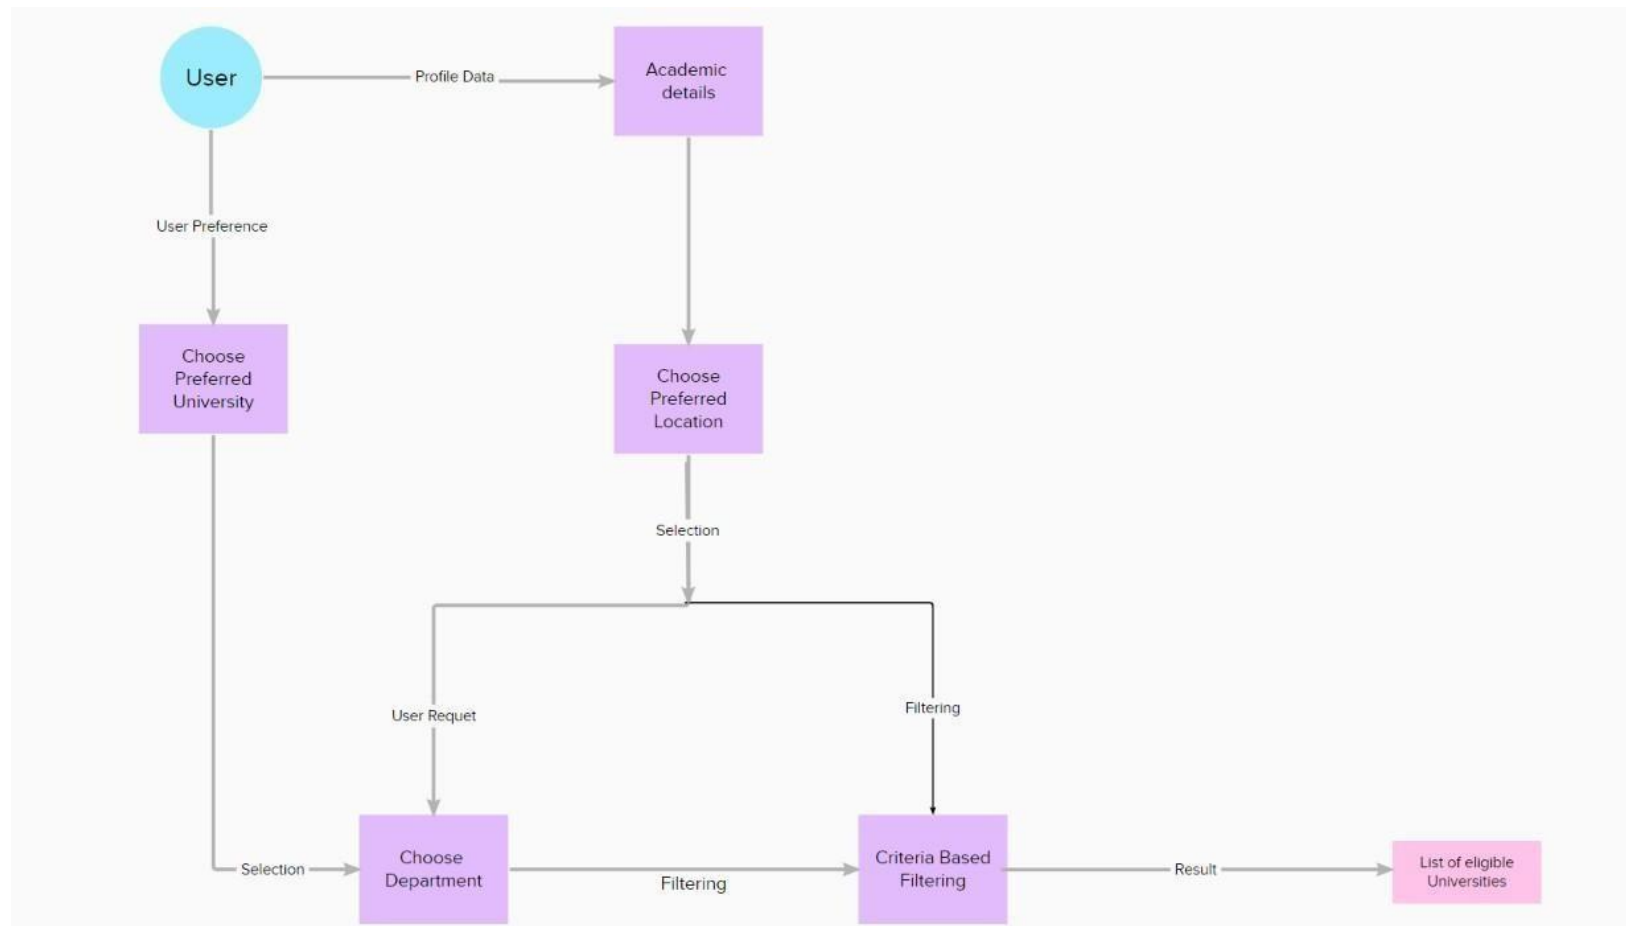 User
Profile Data
Academic
details
User Preference
Choose
Preferred
University
Choose
Preferred
Location
Selection
User Requet
Filtering
Selection
Choose
Department
Filtering
Criteria Based
Filtering
Result
List of eligible
Universities